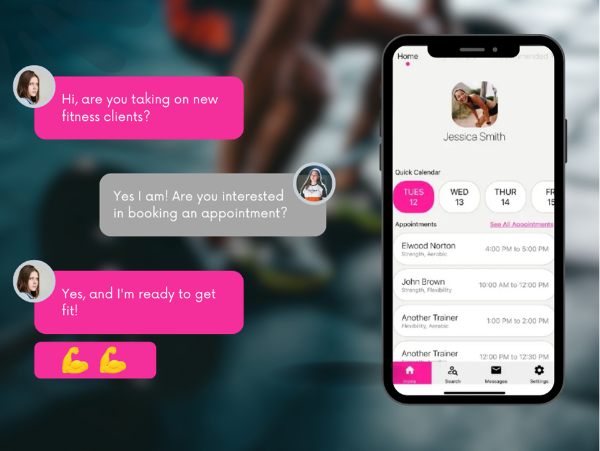 Hi, are you taking on new
fitness clients?
Yes I am! Are you interested
in booking an appointment?
Yes, and I'm ready to get
fit!
Home
Jessica Smith
Quick Calendar
TUES WED THUR FR
12 13 14 15
Appointments See All Appointments
Elwood Norton
Strength, Aerobic
4:00 PM to 5:00 PM
John Brown
Strength, Flexibility
10:00 AM to 12:00 PM
Another Trainer
Flexibility, Aerobic
1:00 PM to 2:00 PM
Another Trainer
12:00 PM to 12:30 PM
Home Search Messages Settings